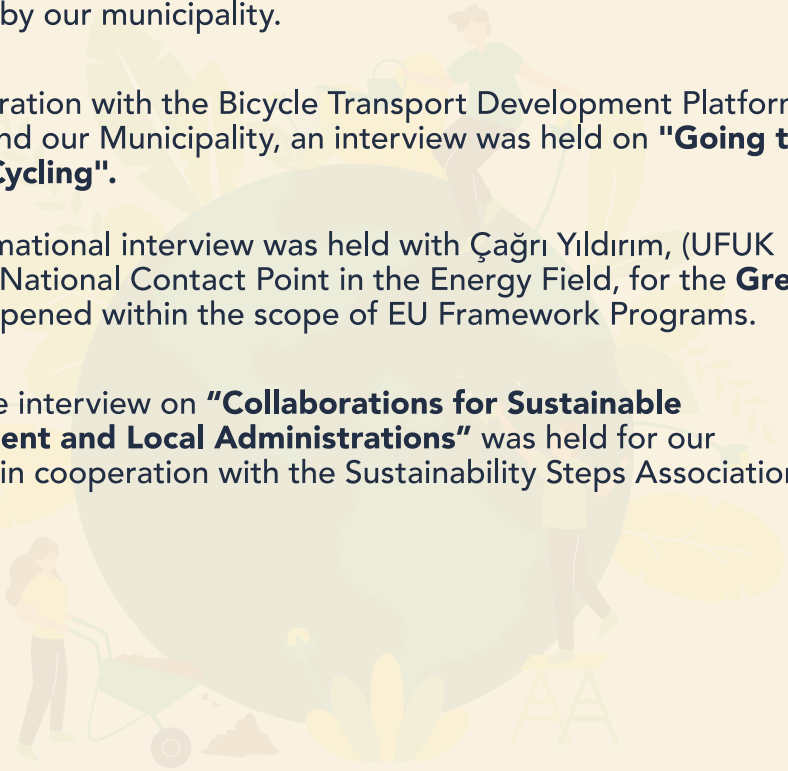 by our municipality.
ration with the Bicycle Transport Development Platfor
nd our Municipality, an interview was held on "Going t
Cycling".
mational interview was held with Çağrı Yıldırım, (UFUK
National Contact Point in the Energy Field, for the Gre
pened within the scope of EU Framework Programs.
e interview on “Collaborations for Sustainable
ent and Local Administrations” was held for our
in cooperation with the Sustainability Steps Association